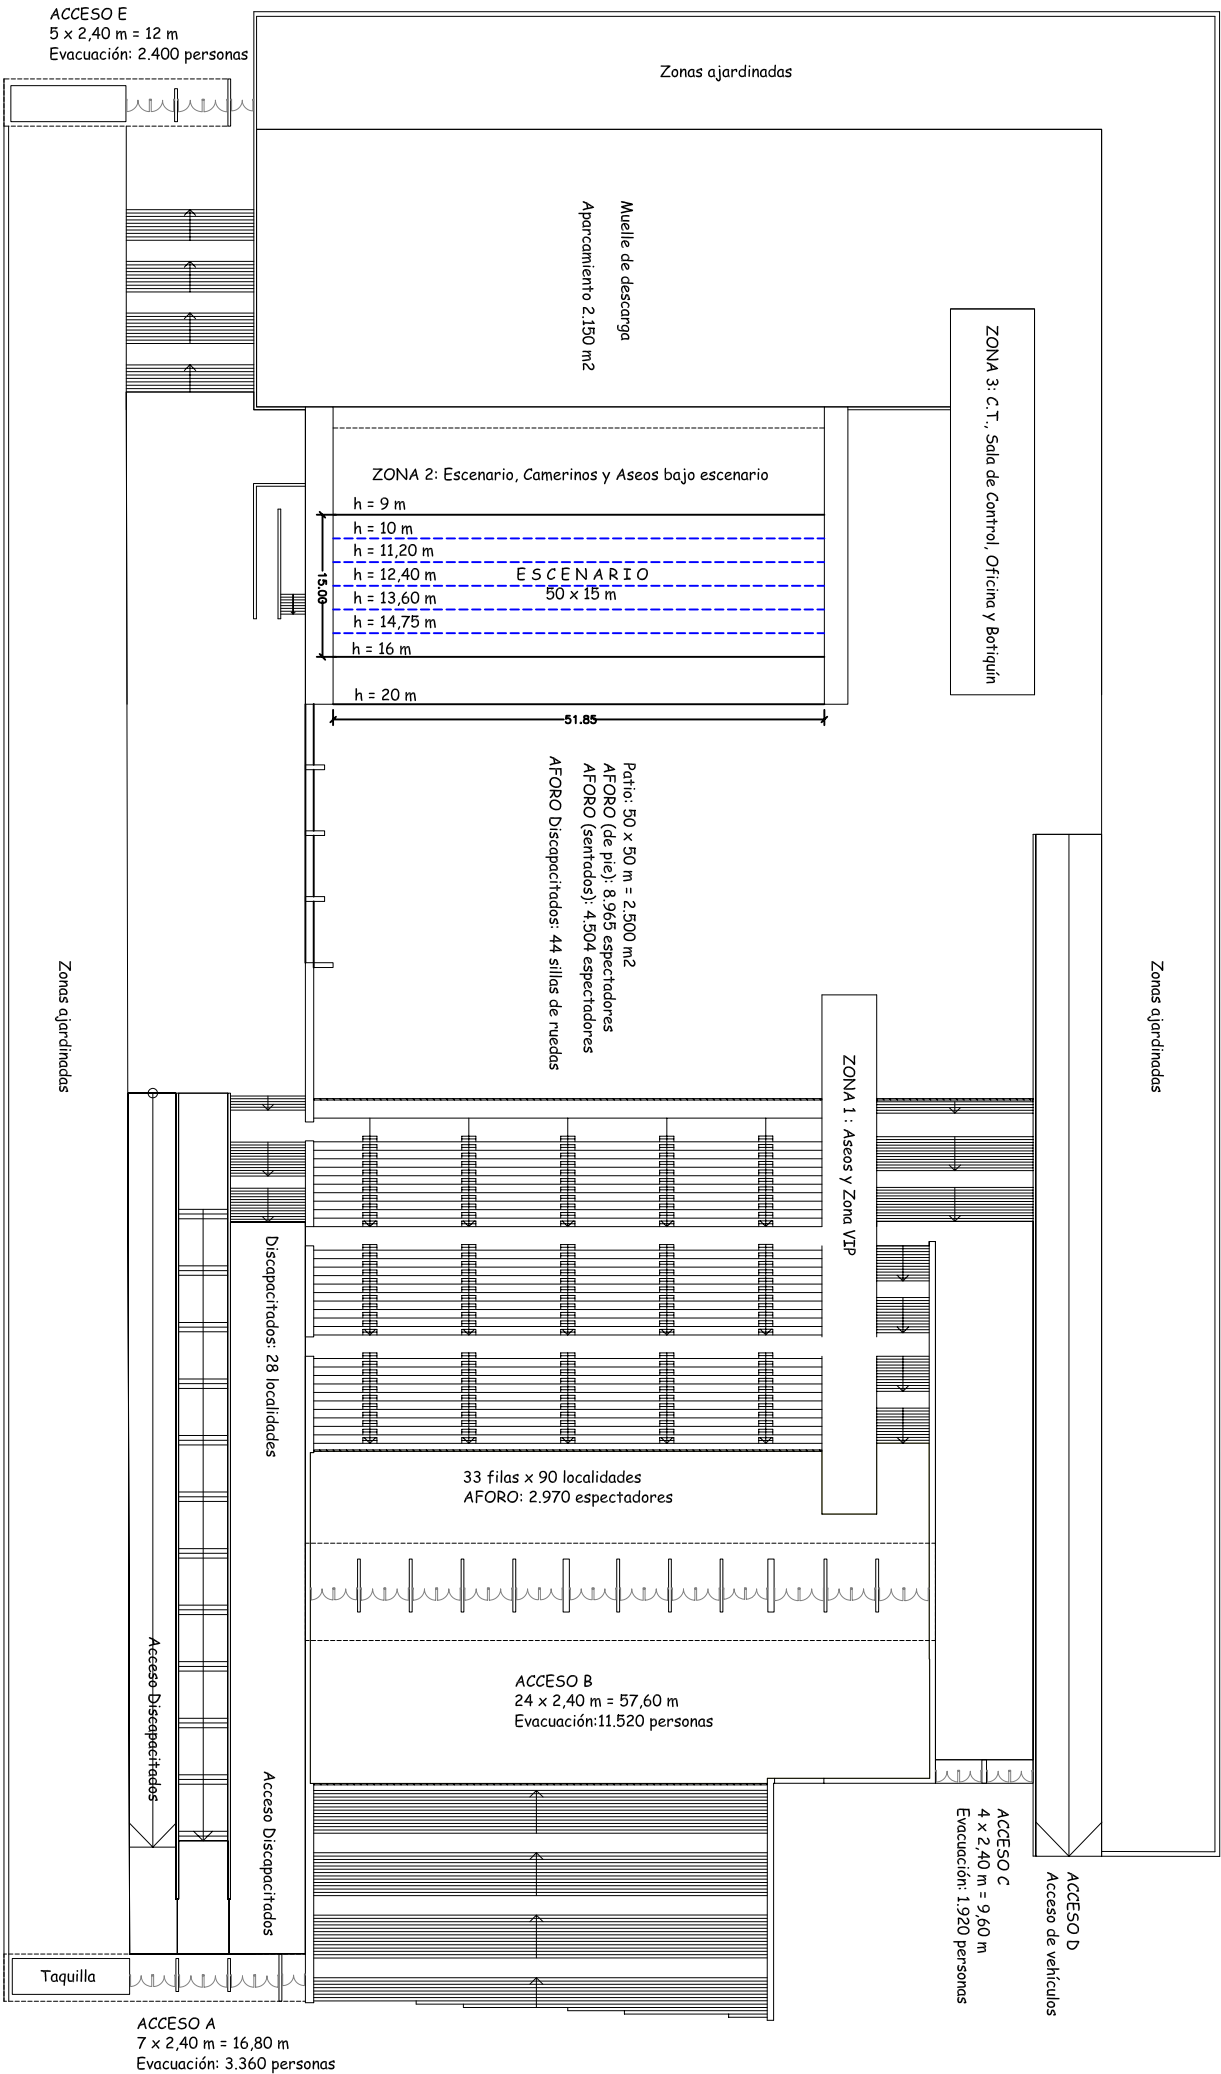 ACCESO E
5 x 2,40 m = 12 m
Evacuación: 2.400 personas
Zonas ajardinadas
Muelle de descarga
Aparcamiento 2.150 m2
ZONA 3: C.T., Sala de Control, Oficina y Botiquín
ZONA 2: Escenario, Camerinos y Aseos bajo escenario
h = 9 m
h = 10 m
h = 11,20 m
h = 12,40 m
h = 13,60 m
h = 14,75 m
h = 16 m
h = 20 m
15.00
ESCENARIO
50 x 15 m
51.85
Patio: 50 x 50 m = 2.500 m2
AFORO (de pie): 8.965 espectadores
AFORO (sentados): 4.504 espectadores
AFORO Discapacitados: 44 sillas de ruedas
Zonas ajardinadas
Zonas ajardinadas
ZONA 1 : Aseos y Zona VIP
Discapacitados: 28 localidades
33 filas x 90 localidades
AFORO: 2.970 espectadores
Acceso Discapacitados
Acceso Discapacitados
ACCESO B
24 x 2,40 m = 57,60 m
Evacuación:11.520 personas
ACCESO C
4 x 2,40 m = 9,60 m
Evacuación: 1.920 personas
ACCESO D
Acceso de vehículos
Taquilla
ACCESO A
7 x 2,40 m = 16,80 m
Evacuación: 3.360 personas